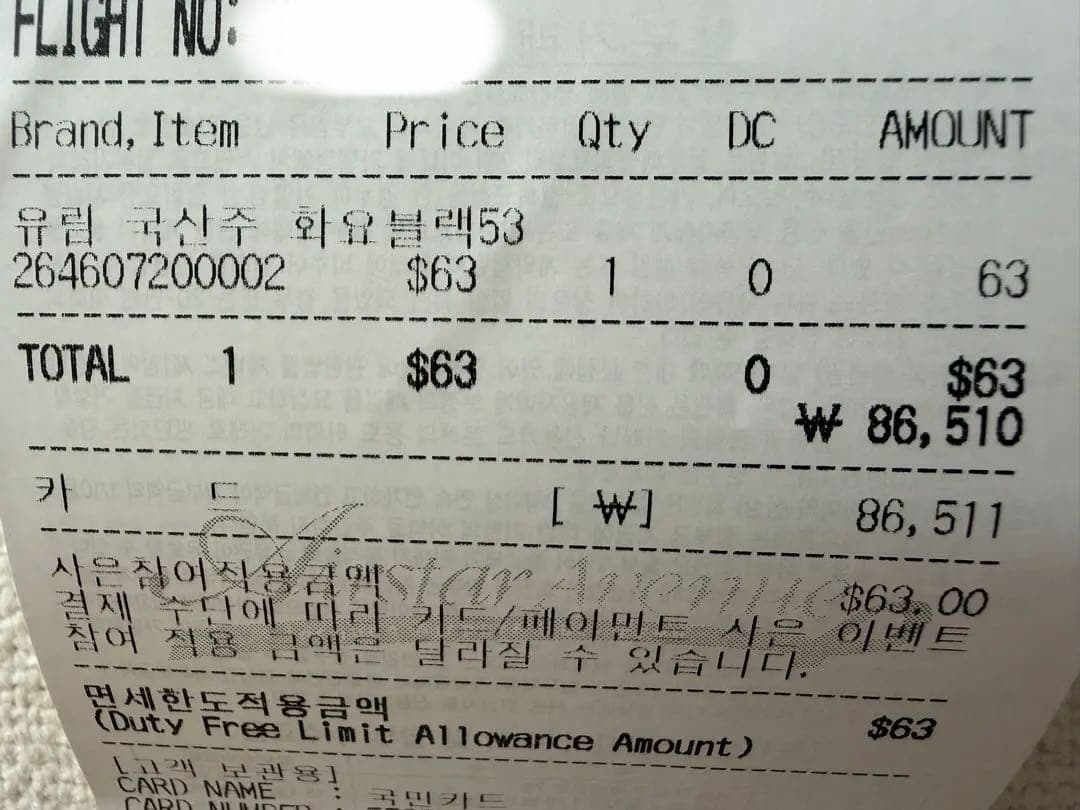 FLIGHT NO:
Brand,Item Price Qty DC AMOUNT
유림 국산주 화요블랙53
264607200002 $63 1 0 63
TOTAL 1 $63 0 $63
₩ 86,510
카 드 [ ₩] 86,511
사은참여적용금액 $63.00
결제 수단에 따라 카드/페이먼트 사은 이벤트
참여 적용 금액은 달라질 수 있습니다.
면세한도적용금액 $63
(Duty Free Limit Allowance Amount)
[고객 보관용]
CARD NAME : 국민카드
CARD NUMBER :